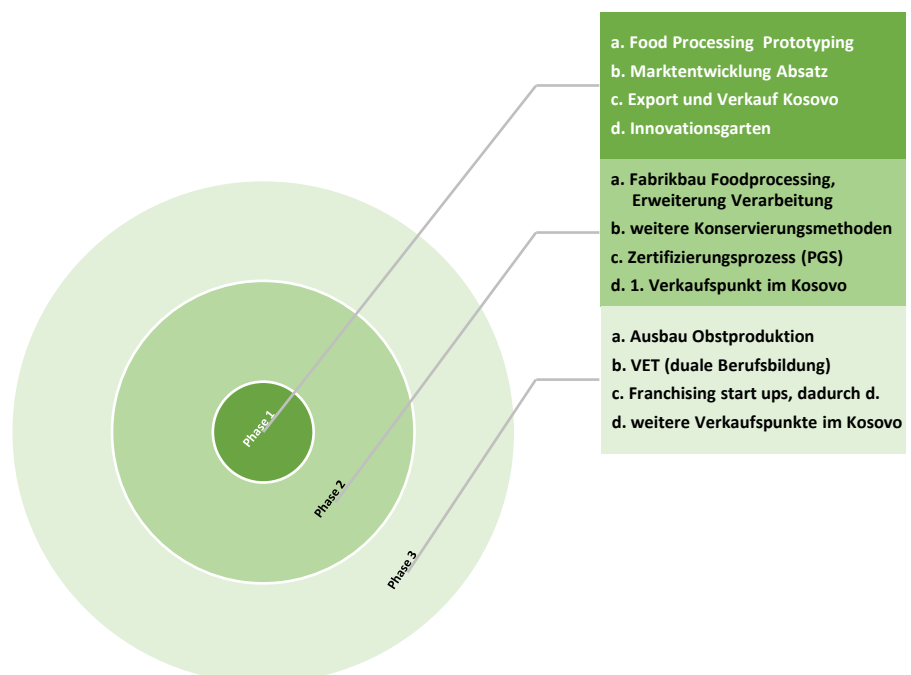 a. Food Processing  Prototyping
b. Marktentwicklung Absatz
c. Export und Verkauf Kosovo
d. Innovationsgarten
a. Fabrikbau Foodprocessing,
Erweiterung Verarbeitung
b. weitere Konservierungsmethoden
c. Zertifizierungsprozess (PGS)
d. 1. Verkaufspunkt im Kosovo
a. Ausbau Obstproduktion
b. VET (duale Berufsbildung)
c. Franchising start ups, dadurch d.
d. weitere Verkaufspunkte im Kosovo
Phase 1
Phase 2
Phase 3